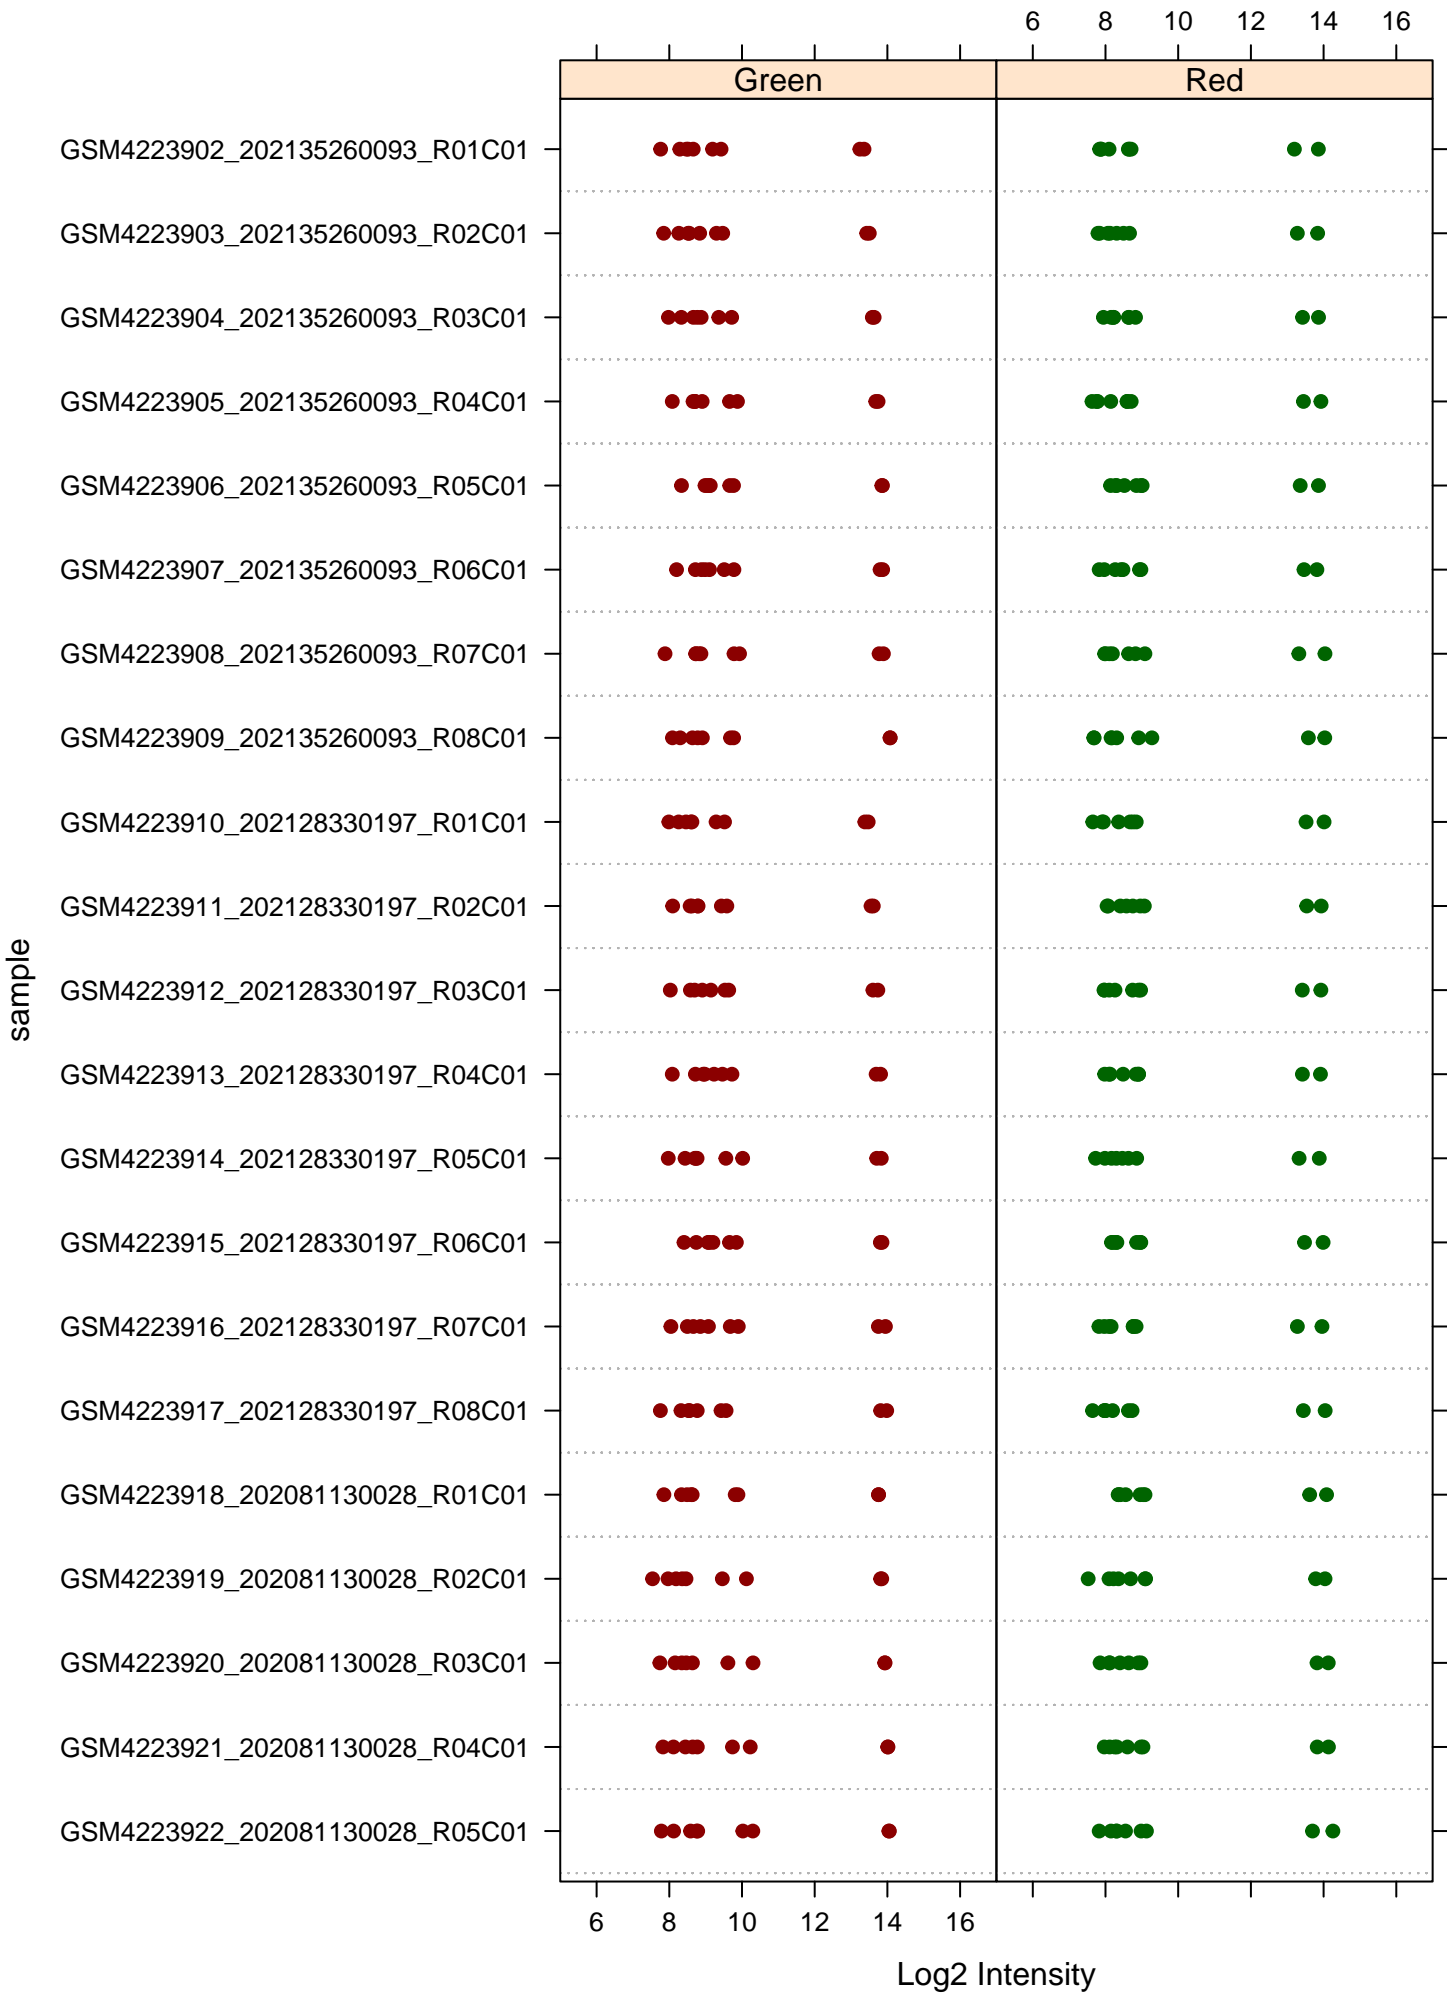 6 8 10 12 14 16
Green Red
GSM4223902_202135260093_R01C01
GSM4223903_202135260093_R02C01
GSM4223904_202135260093_R03C01
GSM4223905_202135260093_R04C01
GSM4223906_202135260093_R05C01
GSM4223907_202135260093_R06C01
GSM4223908_202135260093_R07C01
GSM4223909_202135260093_R08C01
GSM4223910_202128330197_R01C01
GSM4223911_202128330197_R02C01
GSM4223912_202128330197_R03C01
GSM4223913_202128330197_R04C01
GSM4223914_202128330197_R05C01
GSM4223915_202128330197_R06C01
GSM4223916_202128330197_R07C01
GSM4223917_202128330197_R08C01
GSM4223918_202081130028_R01C01
GSM4223919_202081130028_R02C01
GSM4223920_202081130028_R03C01
GSM4223921_202081130028_R04C01
GSM4223922_202081130028_R05C01
sample
6 8 10 12 14 16
Log2 Intensity